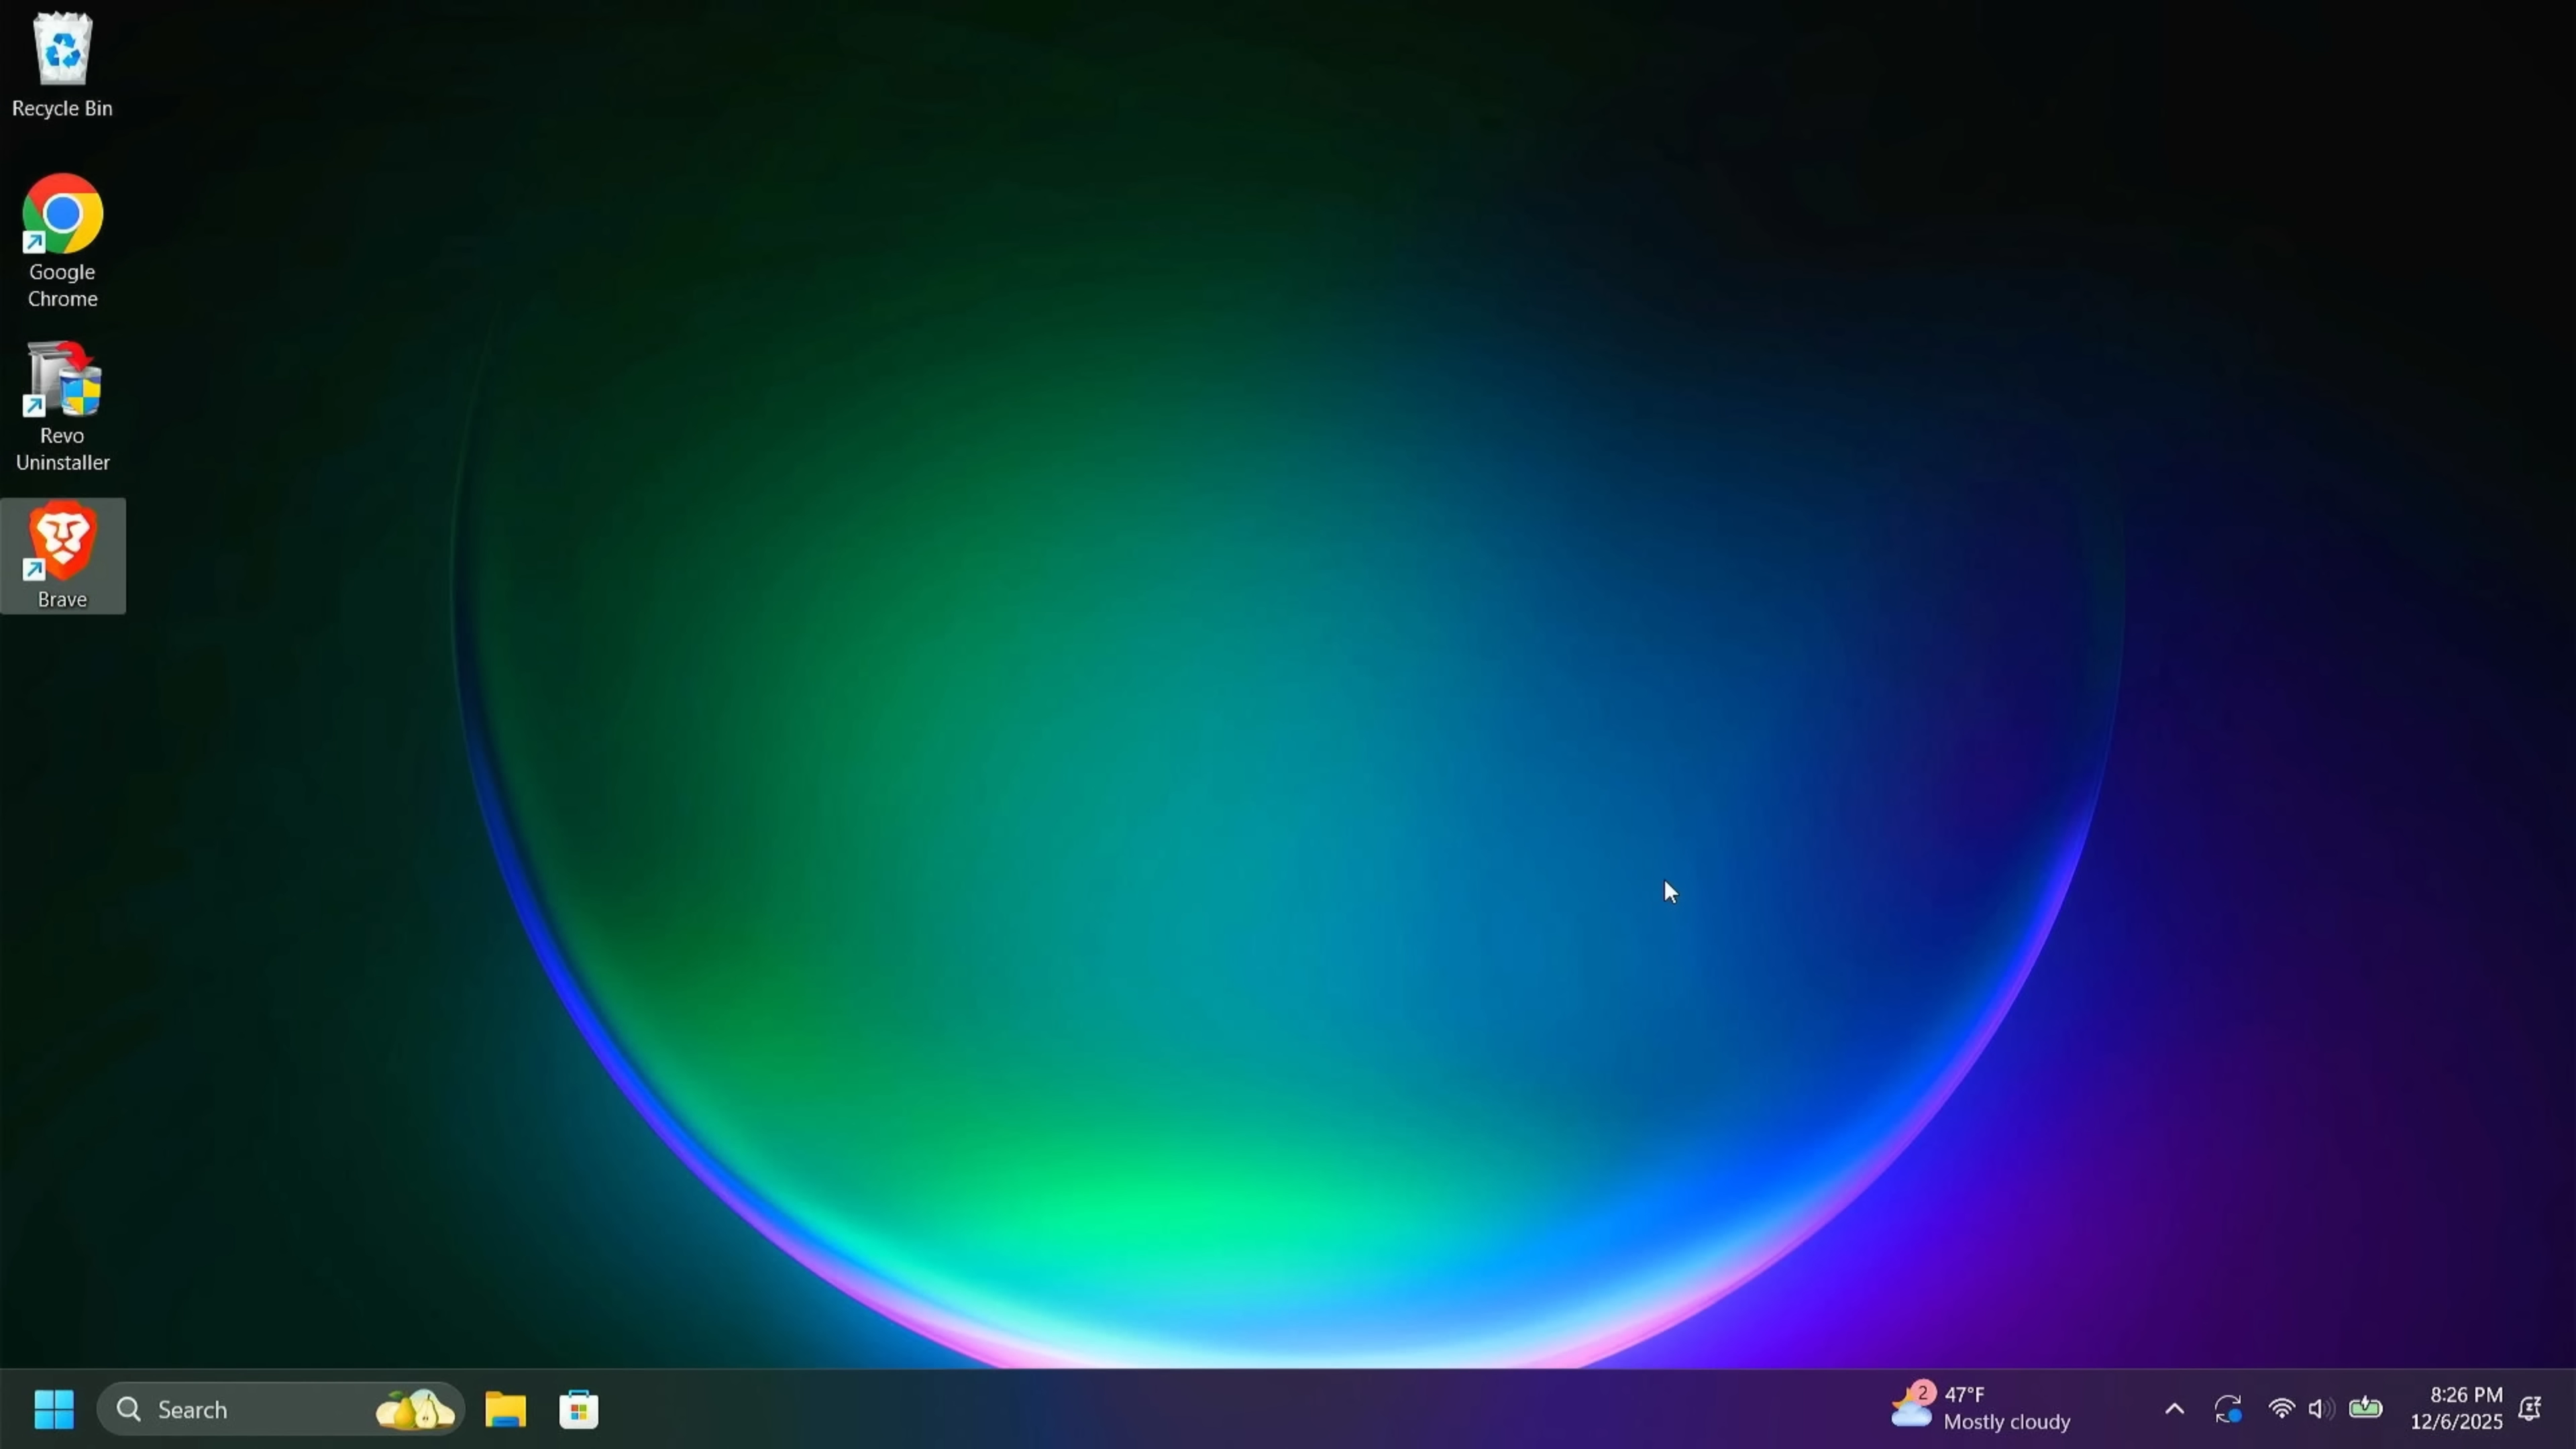 Recycle Bin
Google
Chrome
Revo
Uninstaller
Brave
Search
2
47°F
Mostly cloudy
8:26 PM
12/6/2025